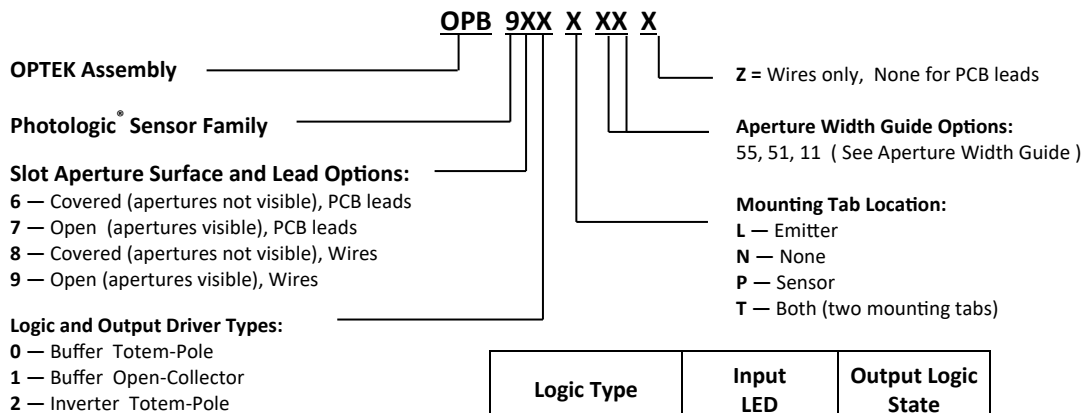 OPB 9XX X XX X
OPTEK Assembly
Photologic® Sensor Family
Slot Aperture Surface and Lead Options:
6 — Covered (apertures not visible), PCB leads
7 — Open (apertures visible), PCB leads
8 — Covered (apertures not visible), Wires
9 — Open (apertures visible), Wires
Logic and Output Driver Types:
0 — Buffer Totem-Pole
1 — Buffer Open-Collector
2 — Inverter Totem-Pole
Z = Wires only, None for PCB leads
Aperture Width Guide Options:
55, 51, 11 ( See Aperture Width Guide )
Mounting Tab Location:
L — Emitter
N — None
P — Sensor
T — Both (two mounting tabs)
Logic Type
Input
LED
Output Logic
State